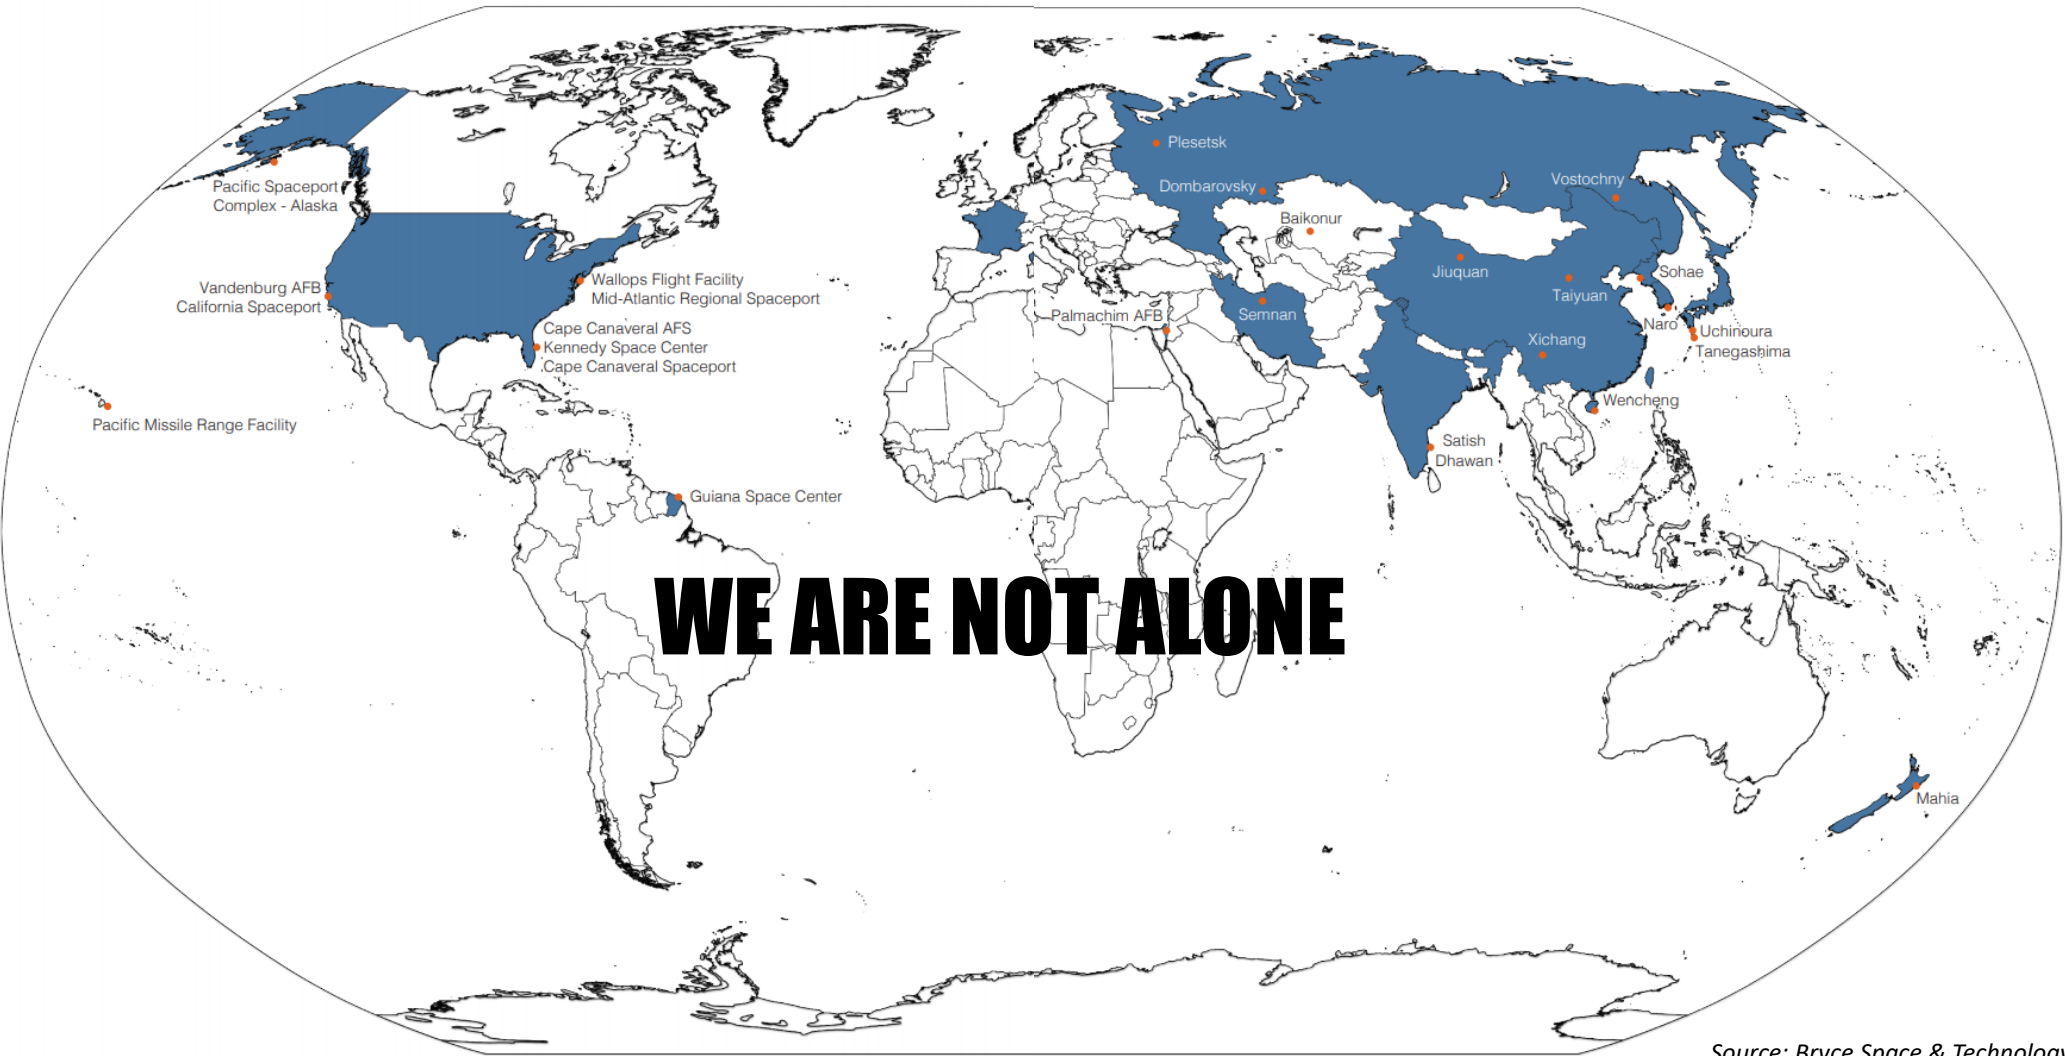 Plesetsk
Vostochny
Dombarovsky
Pacific Spaceport
Complex - Alaska
Baikonur
Jiuquan
Sohae
Wallops Flight Facility
Mid-Atlantic Regional Spaceport
Vandenburg AFB
California Spaceport
Taiyuan
Palmachim AFB
Semnan
Naro
Uchinoura
Tanegashima
Cape Canaveral AFS
Kennedy Space Center
Cape Canaveral Spaceport
Xichang
Wencheng
Pacific Missile Range Facility
Satish
Dhawan
Guiana Space Center
WE ARE NOT ALONE
Mahia
Source: Bryce Space & Technology